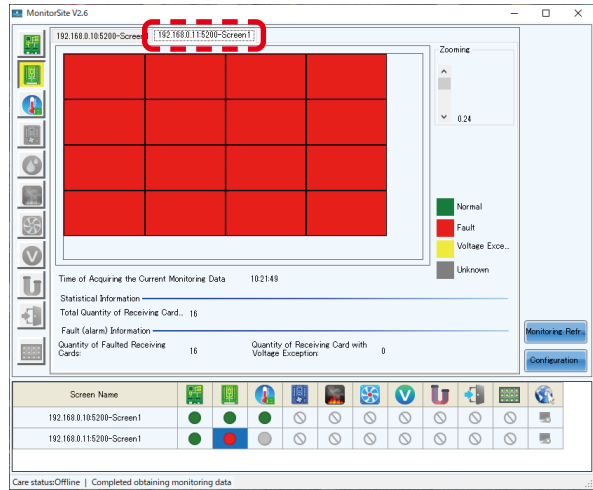 MonitorSite V2.6
192.168.0.10:5200-Screen1 192.168.0.11:5200-Screen1
Zooming
0.24
Normal
Fault
Voltage Exce...
Unknown
Time of Acquiring the Current Monitoring Data 10:21:49
Statistical Information
Total Quantity of Receiving Card... 16
Fault (alarm) Information
Quantity of Faulted Receiving Cards: 16 Quantity of Receiving Card with Voltage Exception: 0
Monitoring Refr...
Configuration
Screen Name
192.168.0.10:5200-Screen1
192.168.0.11:5200-Screen1
Care status:Offline | Completed obtaining monitoring data